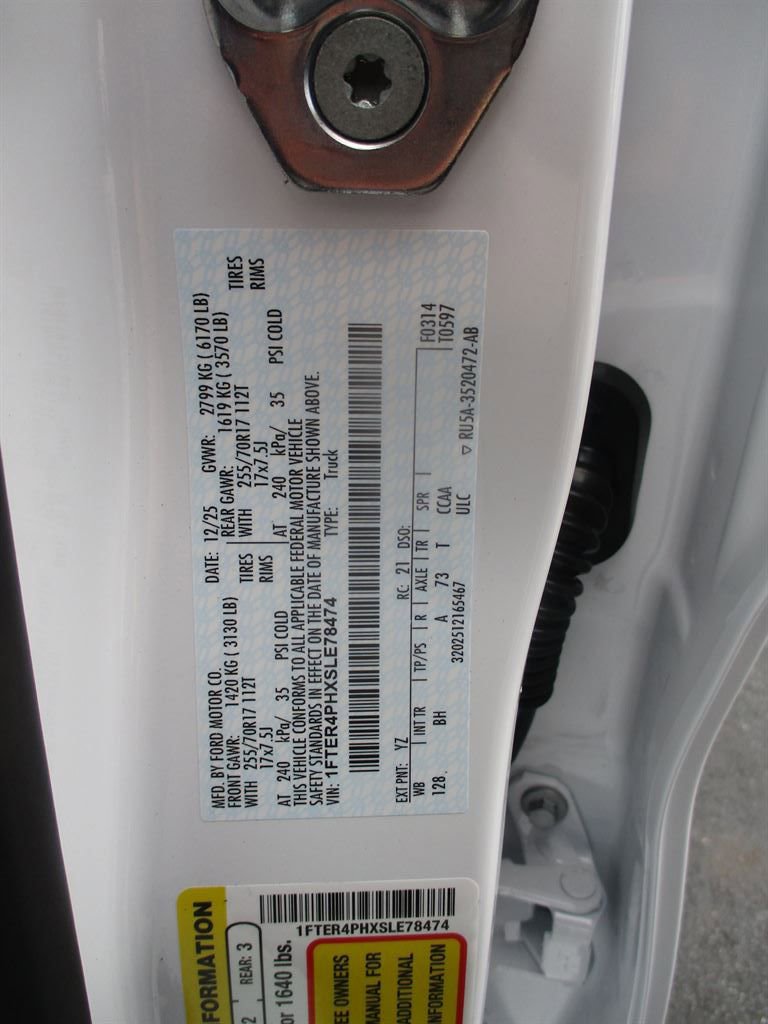 MFD. BY FORD MOTOR CO.
DATE: 12/25 GVWR: 2799 KG ( 6170 LB)
FRONT GAWR: 1420 KG ( 3130 LB) REAR GAWR: 1619 KG ( 3570 LB)
WITH 255/70R17 112T TIRES WITH 255/70R17 112T TIRES
17x7.5J RIMS 17x7.5J RIMS
AT 240 kPa/ 35 PSI COLD AT 240 kPa/ 35 PSI COLD
THIS VEHICLE CONFORMS TO ALL APPLICABLE FEDERAL MOTOR VEHICLE
SAFETY STANDARDS IN EFFECT ON THE DATE OF MANUFACTURE SHOWN ABOVE.
VIN: 1FTER4PHXSLE78474 TYPE: Truck
EXT PNT: YZ RC: 21 DSO:
WB INT TR TP/PS R AXLE TR SPR F0314
128. BH A 73 T CCAA T0597
3202512165467 ULC
▽ RU5A-3520472-AB
FORMATION
2 REAR: 3
or 1640 lbs.
1FTER4PHXSLE78474
EE OWNERS
MANUAL FOR
ADDITIONAL
NFORMATION